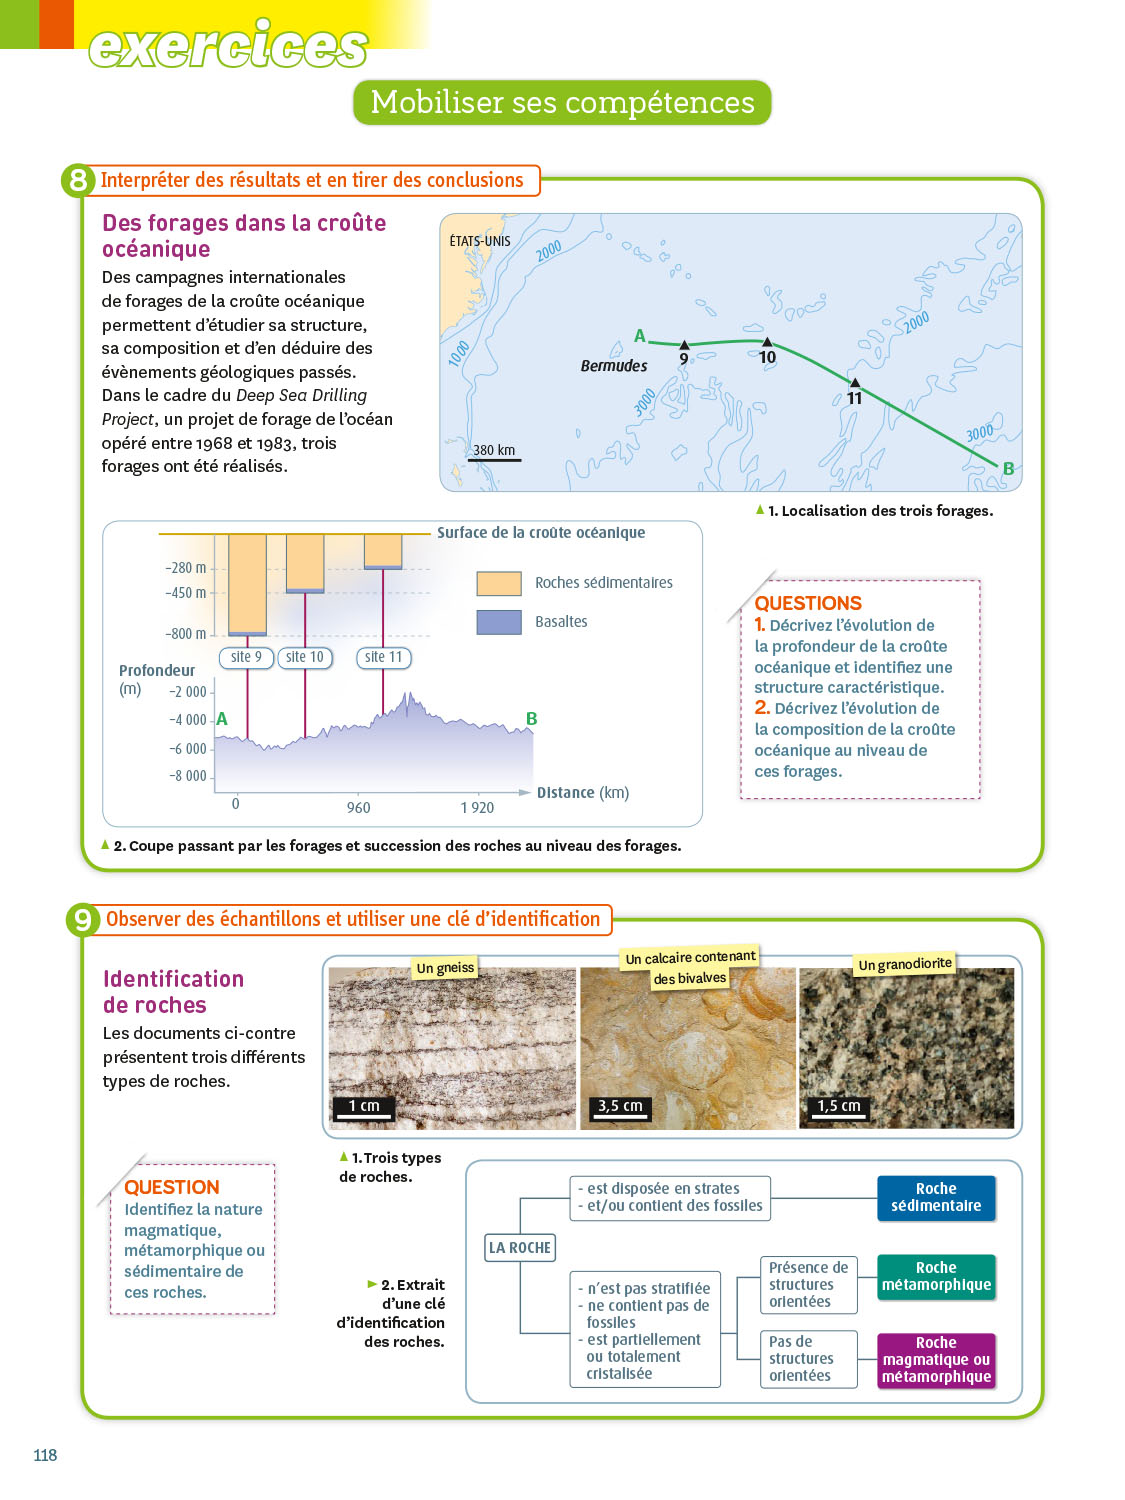 exercices
Mobiliser ses compétences
8 Interpréter des résultats et en tirer des conclusions
Des forages dans la croûte
océanique
Des campagnes internationales
de forages de la croûte océanique
permettent d'étudier sa structure,
sa composition et d'en déduire des
évènements géologiques passés.
Dans le cadre du Deep Sea Drilling
Project, un projet de forage de l'océan
opéré entre 1968 et 1983, trois
forages ont été réalisés.
ÉTATS-UNIS
2000
1000
A
9
10
11
Bermudes
3000
2000
3000
B
380 km
1. Localisation des trois forages.
Surface de la croûte océanique
–280 m
–450 m
–800 m
Roches sédimentaires
Basaltes
site 9
site 10
site 11
Profondeur
(m)
–2 000
–4 000
–6 000
–8 000
A
B
0
960
1 920
Distance (km)
2. Coupe passant par les forages et succession des roches au niveau des forages.
QUESTIONS
1. Décrivez l'évolution de
la profondeur de la croûte
océanique et identifiez une
structure caractéristique.
2. Décrivez l'évolution de
la composition de la croûte
océanique au niveau de
ces forages.
9 Observer des échantillons et utiliser une clé d'identification
Identification
de roches
Les documents ci-contre
présentent trois différents
types de roches.
Un gneiss
Un calcaire contenant
des bivalves
Un granodiorite
1 cm
3,5 cm
1,5 cm
1. Trois types
de roches.
QUESTION
Identifiez la nature
magmatique,
métamorphique ou
sédimentaire de
ces roches.
2. Extrait
d'une clé
d'identification
des roches.
LA ROCHE
- est disposée en strates
- et/ou contient des fossiles
Roche
sédimentaire
- n'est pas stratifiée
- ne contient pas de
fossiles
- est partiellement
ou totalement
cristalisée
Présence de
structures
orientées
Roche
métamorphique
Pas de
structures
orientées
Roche
magmatique ou
métamorphique
118